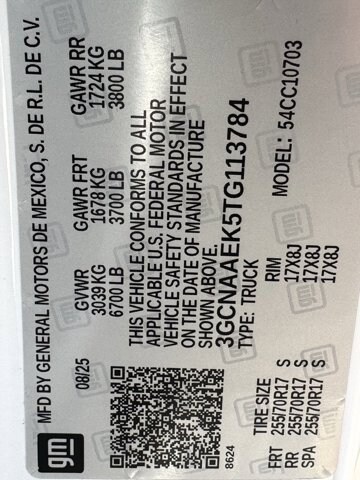 gm
MFD BY GENERAL MOTORS DE MEXICO, S. DE R.L. DE C.V.
08/25 GVWR GAWR FRT GAWR RR
3039 KG 1678 KG 1724 KG
6700 LB 3700 LB 3800 LB
THIS VEHICLE CONFORMS TO ALL
APPLICABLE U.S. FEDERAL MOTOR
VEHICLE SAFETY STANDARDS IN EFFECT
ON THE DATE OF MANUFACTURE
SHOWN ABOVE.
3GCNAAEK5TG113784
TYPE: TRUCK MODEL: 54CC10703
8624
TIRE SIZE RIM
FRT 255/70R17 S 17X8J
RR 255/70R17 S 17X8J
SPA 255/70R17 S 17X8J